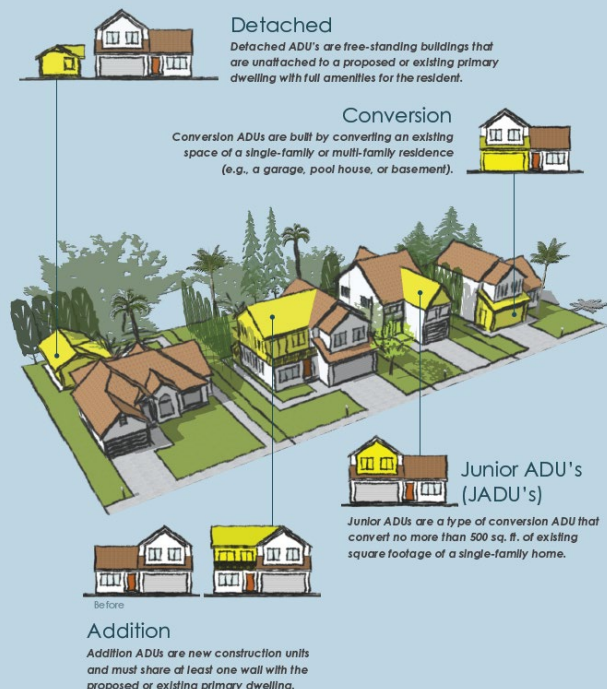 Detached
Detached ADU's are free-standing buildings that
are unattached to a proposed or existing primary
dwelling with full amenities for the resident.
Conversion
Conversion ADUs are built by converting an existing
space of a single-family or multi-family residence
(e.g., a garage, pool house, or basement).
Junior ADU's
(JADU's)
Junior ADUs are a type of conversion ADU that
convert no more than 500 sq. ft. of existing
square footage of a single-family home.
Before
Addition
Addition ADUs are new construction units
and must share at least one wall with the
proposed or existing primary dwelling.